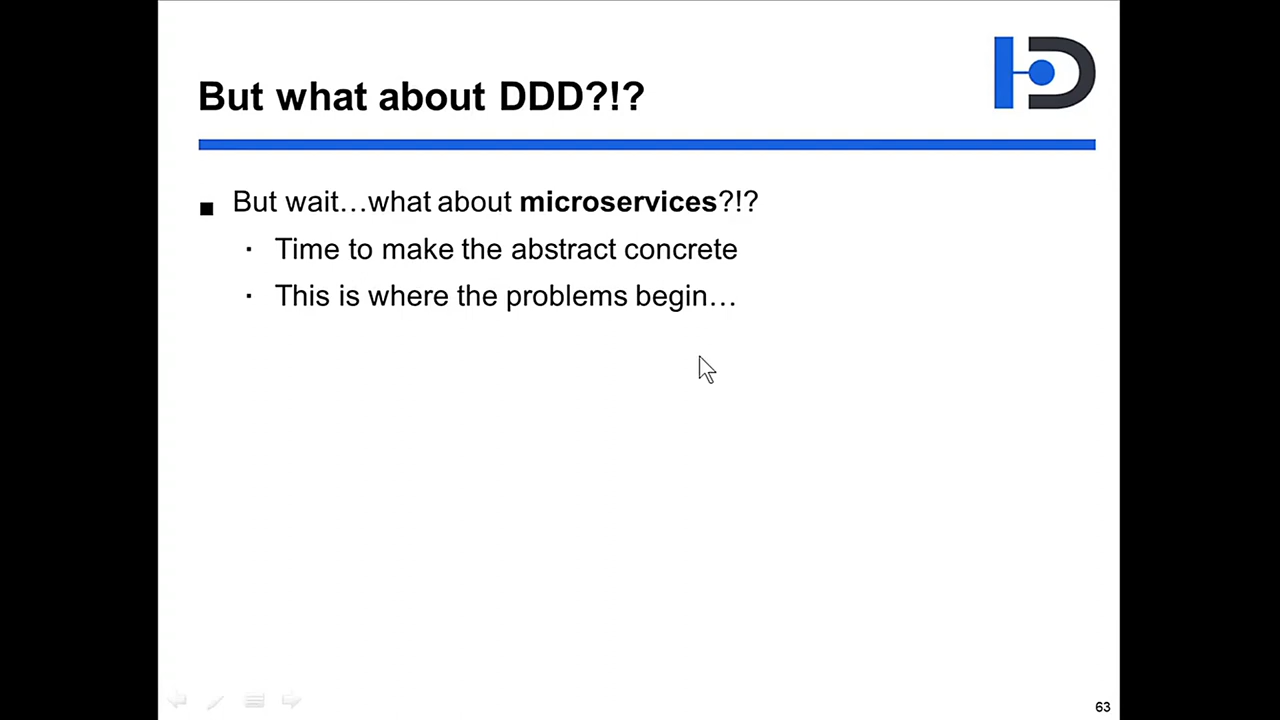 But what about DDD?!?
But wait…what about microservices?!?
Time to make the abstract concrete
This is where the problems begin…
63